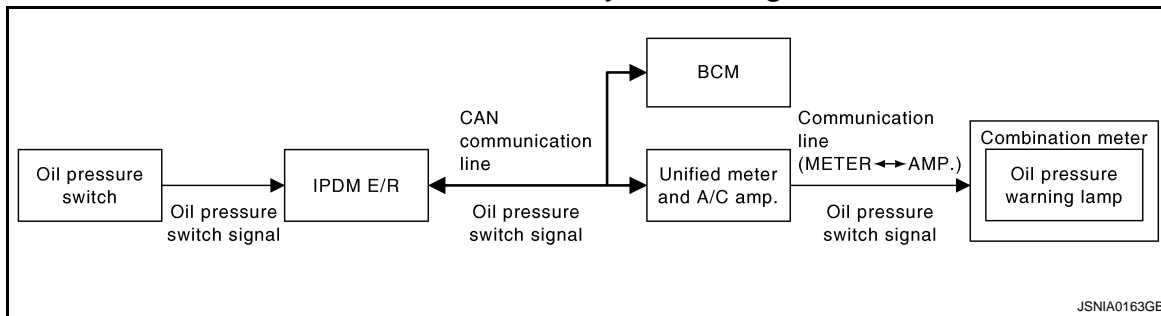 BCM
CAN
communication
line
Communication
line
(METER ↔ AMP.)
Combination meter
Oil pressure
switch
IPDM E/R
Unified meter
and A/C amp.
Oil pressure
warning lamp
Oil pressure
switch signal
Oil pressure
switch signal
Oil pressure
switch signal
JSNIA0163GB